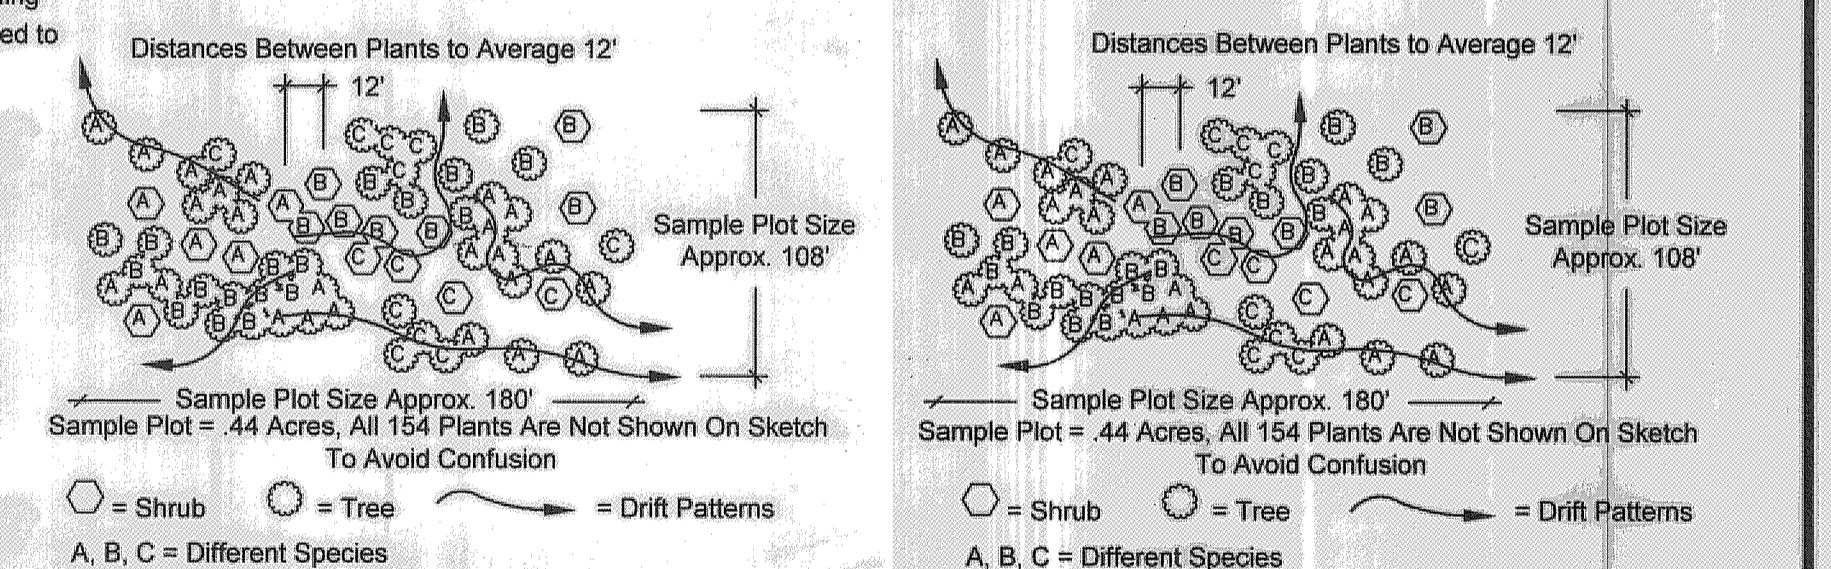 ed to
Distances Between Plants to Average 12'
12'
Sample Plot Size
Approx. 108'
Sample Plot Size Approx. 180'
Sample Plot = .44 Acres, All 154 Plants Are Not Shown On Sketch
To Avoid Confusion
= Shrub = Tree = Drift Patterns
A, B, C = Different Species
Distances Between Plants to Average 12'
12'
Sample Plot Size
Approx. 108'
Sample Plot Size Approx. 180'
Sample Plot = .44 Acres, All 154 Plants Are Not Shown On Sketch
To Avoid Confusion
= Shrub = Tree = Drift Patterns
A, B, C = Different Species